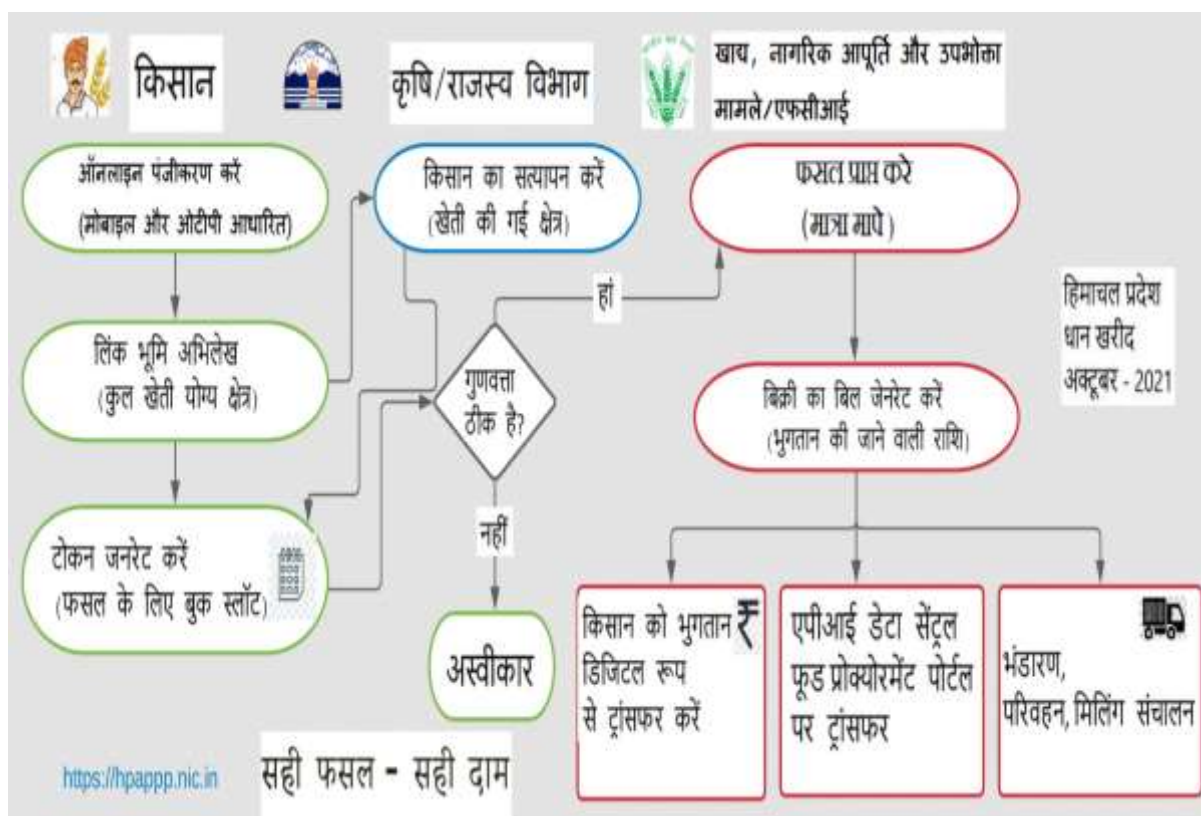 किसान
कृषि/राजस्व विभाग
खाद्य, नागरिक आपूर्ति और उपभोक्ता
मामले/एफसीआई
ऑनलाइन पंजीकरण करें
(मोबाइल और ओटीपी आधारित)
किसान का सत्यापन करें
(खेती की गई क्षेत्र)
फसल प्राप्त करे
(मात्रा मापे)
हां
हिमाचल प्रदेश
धान खरीद
अक्टूबर - 2021
लिंक भूमि अभिलेख
(कुल खेती योग्य क्षेत्र)
गुणवत्ता
ठीक है?
बिक्री का बिल जेनरेट करें
(भुगतान की जाने वाली राशि)
टोकन जनरेट करें
(फसल के लिए बुक स्लॉट)
नहीं
अस्वीकार
किसान को भुगतान ₹
डिजिटल रूप
से ट्रांसफर करें
एपीआई डेटा सेंट्रल
फूड प्रोक्योरमेंट पोर्टल
पर ट्रांसफर
भंडारण,
परिवहन, मिलिंग संचालन
https://hpappp.nic.in
सही फसल - सही दाम